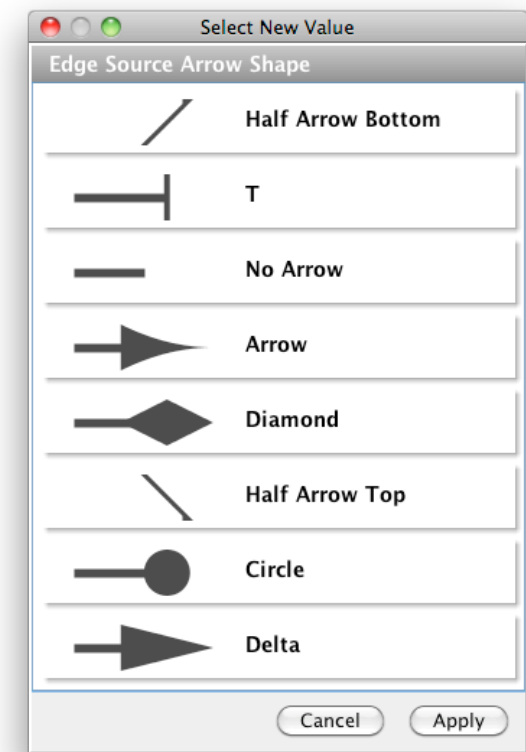 Select New Value
Edge Source Arrow Shape
Half Arrow Bottom
T
No Arrow
Arrow
Diamond
Half Arrow Top
Circle
Delta
Cancel Apply